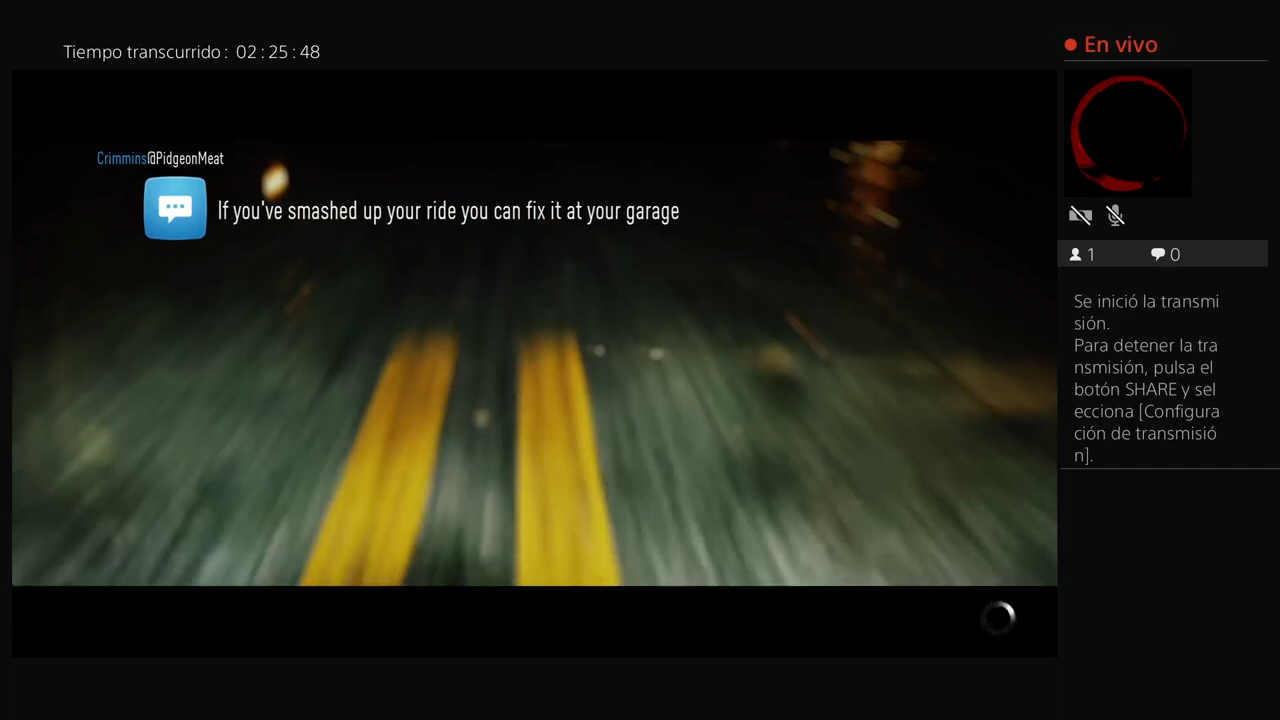 Tiempo transcurrido : 02 : 25 : 48
En vivo
Crimmins@PidgeonMeat
If you've smashed up your ride you can fix it at your garage
1
0
Se inició la transmi
sión.
Para detener la tra
nsmisión, pulsa el
botón SHARE y sel
ecciona [Configura
ción de transmisió
n].